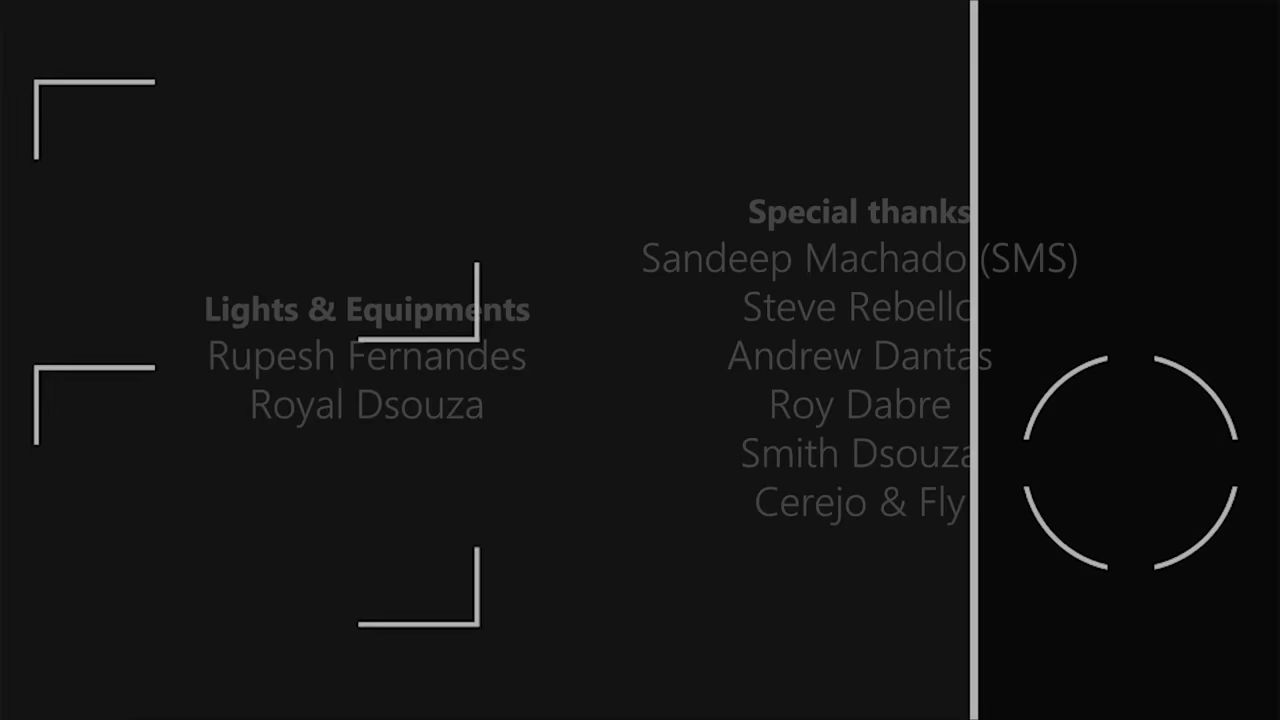 Lights & Equipments
Rupesh Fernandes
Royal Dsouza
Special thanks
Sandeep Machado (SMS)
Steve Rebello
Andrew Dantas
Roy Dabre
Smith Dsouza
Cerejo & Fly